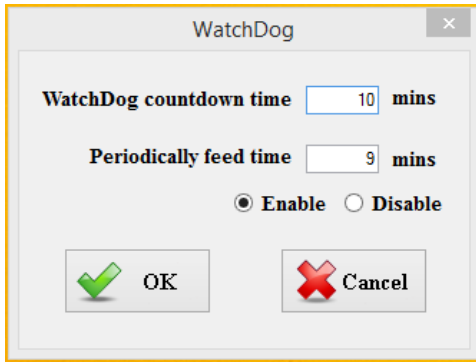 WatchDog
WatchDog countdown time 10 mins
Periodically feed time 9 mins
Enable Disable
OK Cancel